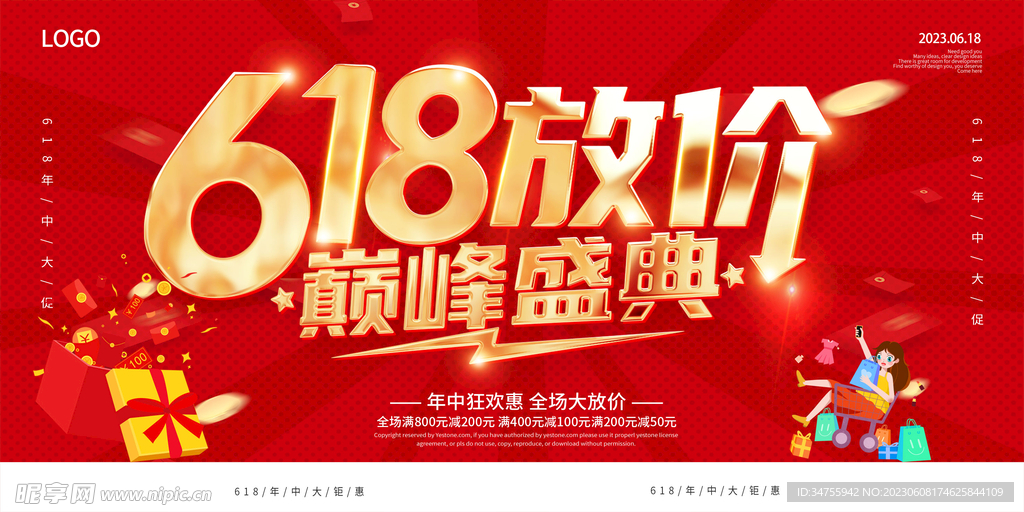 LOGO
2023.06.18
Need good you
Many ideas, clear design ideas
There is great room for development
Find worthy of design you, you deserve
Come here
618放价
巅峰盛典
618年/中/大/促
618/年/中/大/促
¥100
100
年中狂欢惠 全场大放价
全场满800元减200元 满400元减100元满200元减50元
Copyright reserved by Yestone.com, if you have authorized by yestone.com please use it propert yestone license
agreement, or pls do not use, copy, reproduce, or download without permission.
昵享网 www.nipic.cn
618/年/中/大/钜/惠
618/年/中/大/钜/惠
ID:34755942 NO:20230608174625844109